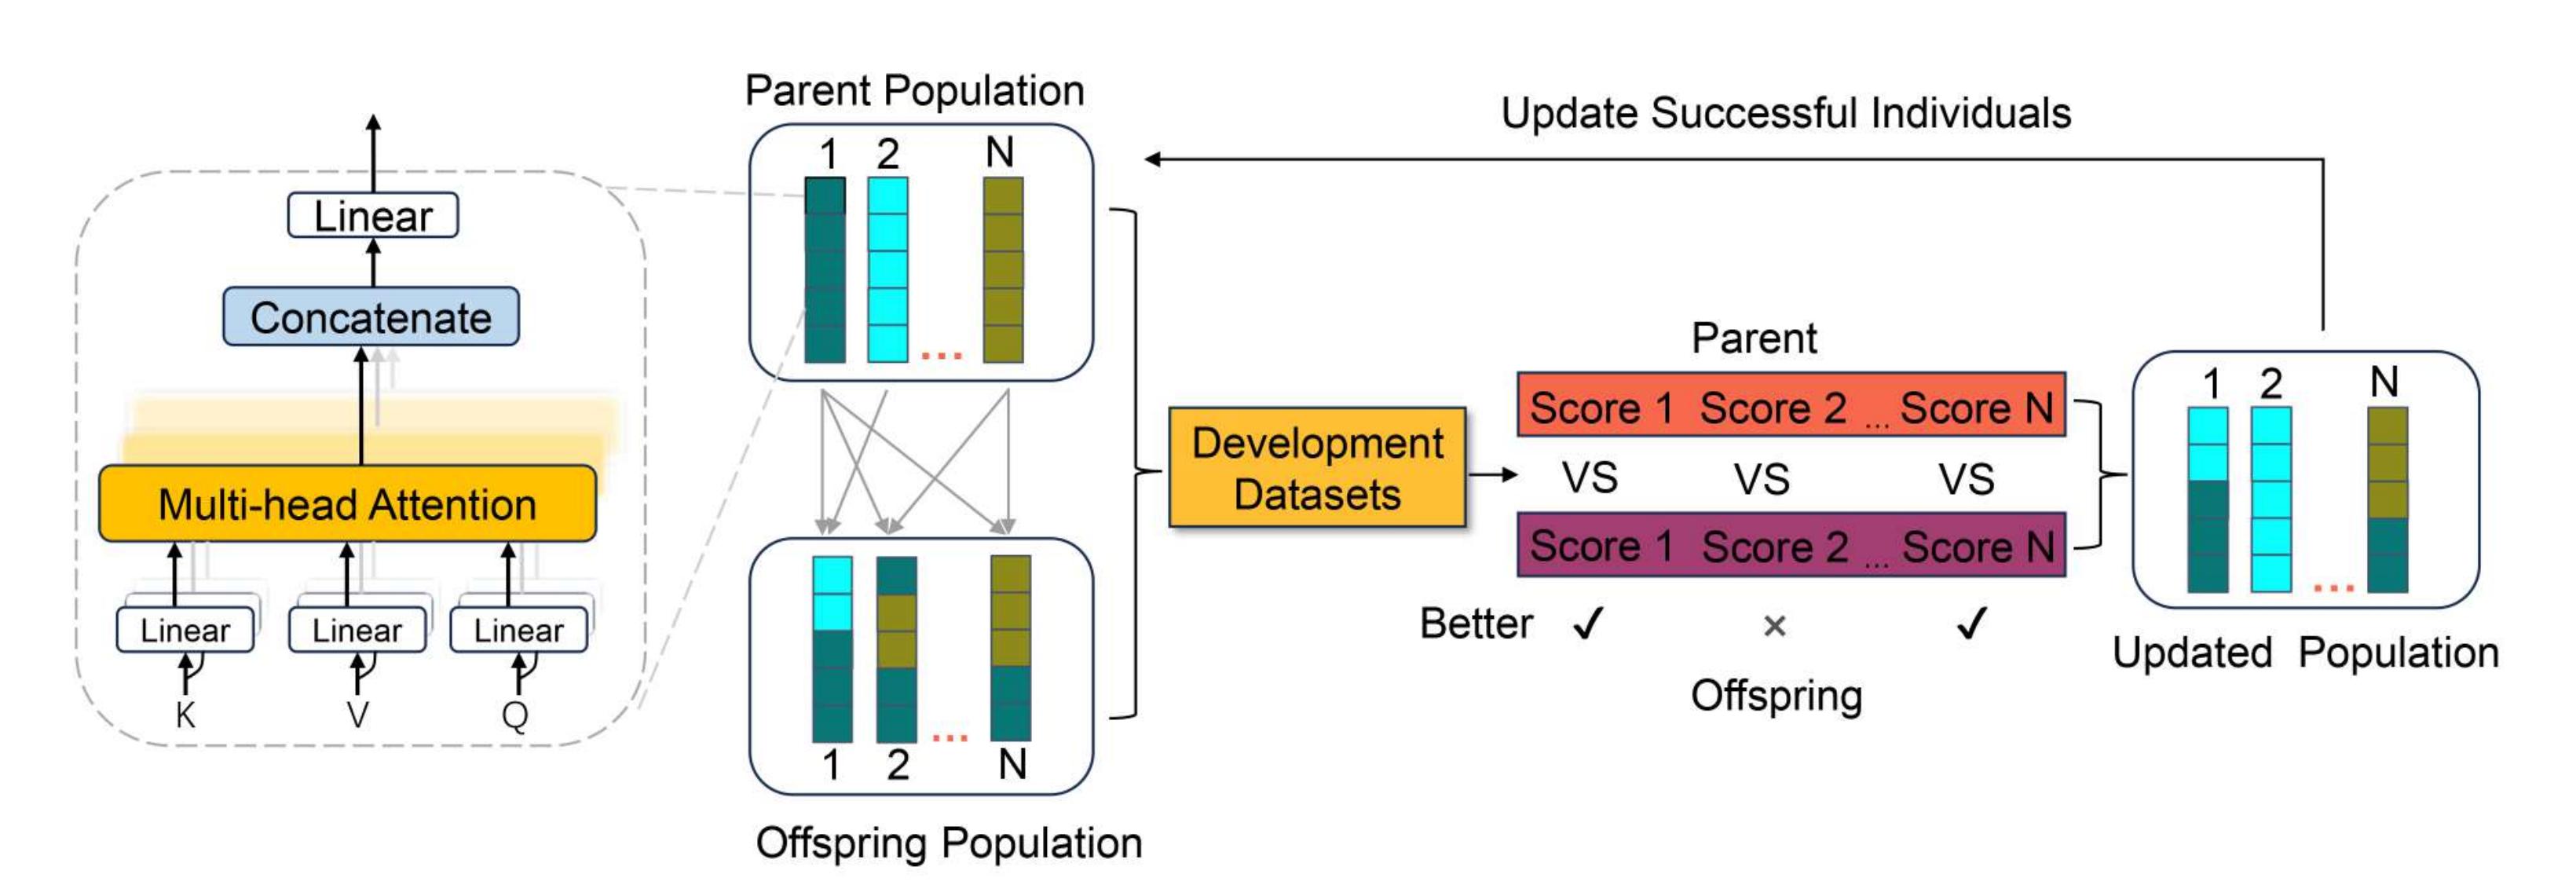 Linear
Concatenate
Multi-head Attention
Linear Linear Linear
K V Q
Parent Population
1 2 N
...
1 2 ... N
Offspring Population
Development
Datasets
Update Successful Individuals
Parent
Score 1 Score 2 ... Score N
VS VS VS
Score 1 Score 2 ... Score N
Better ✓ × ✓
Offspring
1 2 N
...
Updated Population